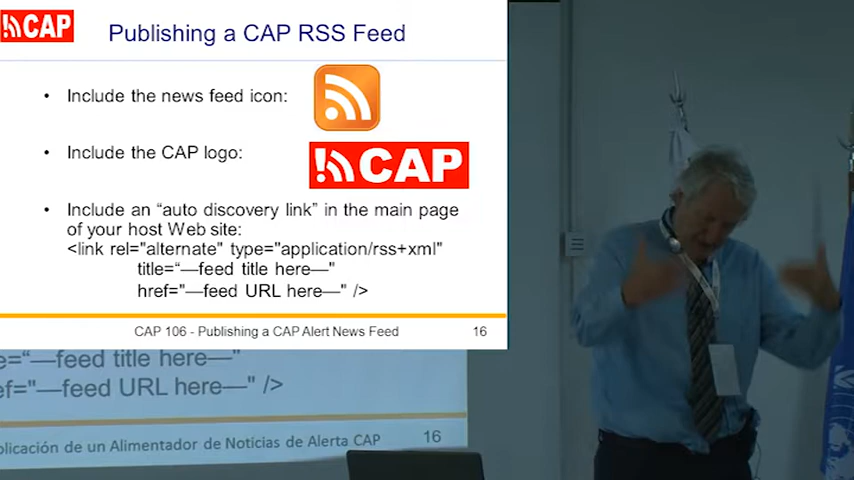 CAP
Publishing a CAP RSS Feed
• Include the news feed icon:
• Include the CAP logo:
CAP
• Include an “auto discovery link” in the main page
of your host Web site:
<link rel="alternate" type="application/rss+xml"
title=“—feed title here—"
href="—feed URL here—" />
CAP 106 - Publishing a CAP Alert News Feed
16
e=“—feed title here—"
ef="—feed URL here—" />
plicación de un Alimentador de Noticias de Alerta CAP
16